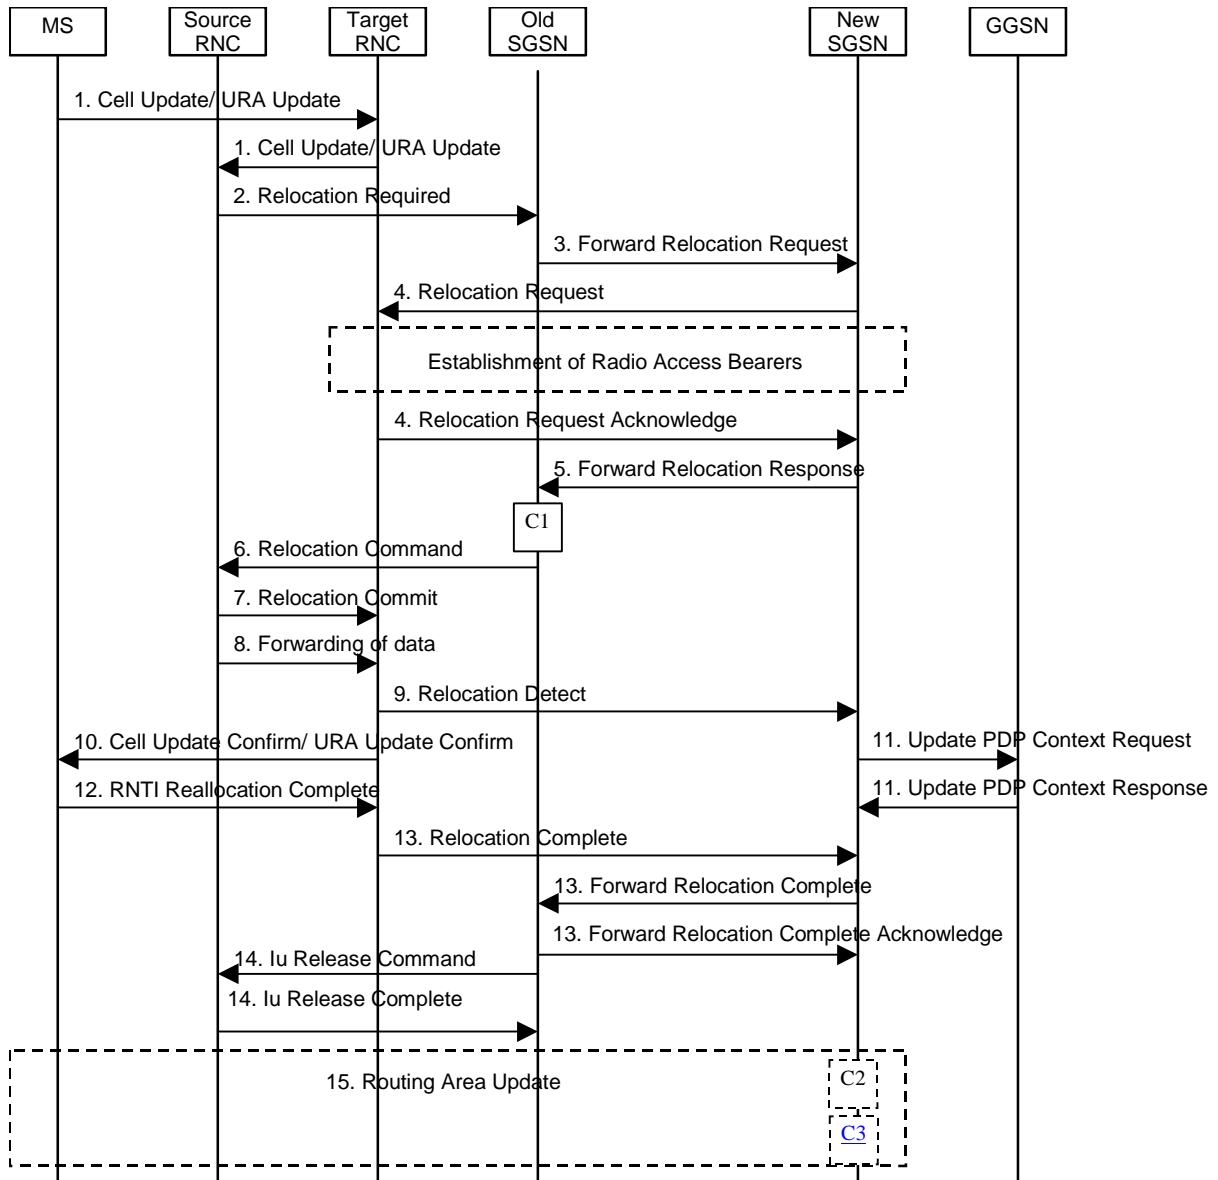 MS
Source
RNC
Target
RNC
Old
SGSN
New
SGSN
GGSN
1. Cell Update/ URA Update
1. Cell Update/ URA Update
2. Relocation Required
3. Forward Relocation Request
4. Relocation Request
Establishment of Radio Access Bearers
4. Relocation Request Acknowledge
5. Forward Relocation Response
C1
6. Relocation Command
7. Relocation Commit
8. Forwarding of data
9. Relocation Detect
10. Cell Update Confirm/ URA Update Confirm
11. Update PDP Context Request
12. RNTI Reallocation Complete
11. Update PDP Context Response
13. Relocation Complete
13. Forward Relocation Complete
13. Forward Relocation Complete Acknowledge
14. Iu Release Command
14. Iu Release Complete
15. Routing Area Update
C2
C3